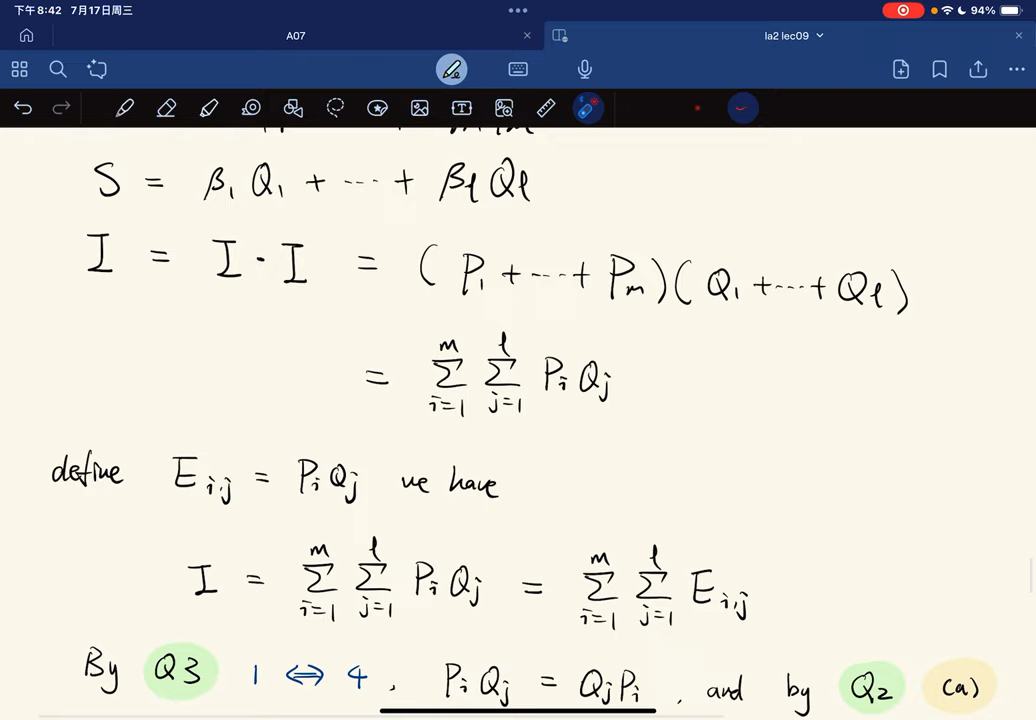 下午8:42 7月17日周三
94%
A07
la2 lec09
S = β₁Q₁ + ... + βℓQℓ
I = I · I = (P₁ + ... + Pₘ)(Q₁ + ... + Qℓ)
= Σᵢ₌₁ᵐ Σⱼ₌₁ˡ PᵢQⱼ
define Eᵢ,ⱼ = PᵢQⱼ we have
I = Σᵢ₌₁ᵐ Σⱼ₌₁ˡ PᵢQⱼ = Σᵢ₌₁ᵐ Σⱼ₌₁ˡ Eᵢ,ⱼ
By Q3 1 ⇔ 4 , PᵢQⱼ = QⱼPᵢ , and by Q2 (a)